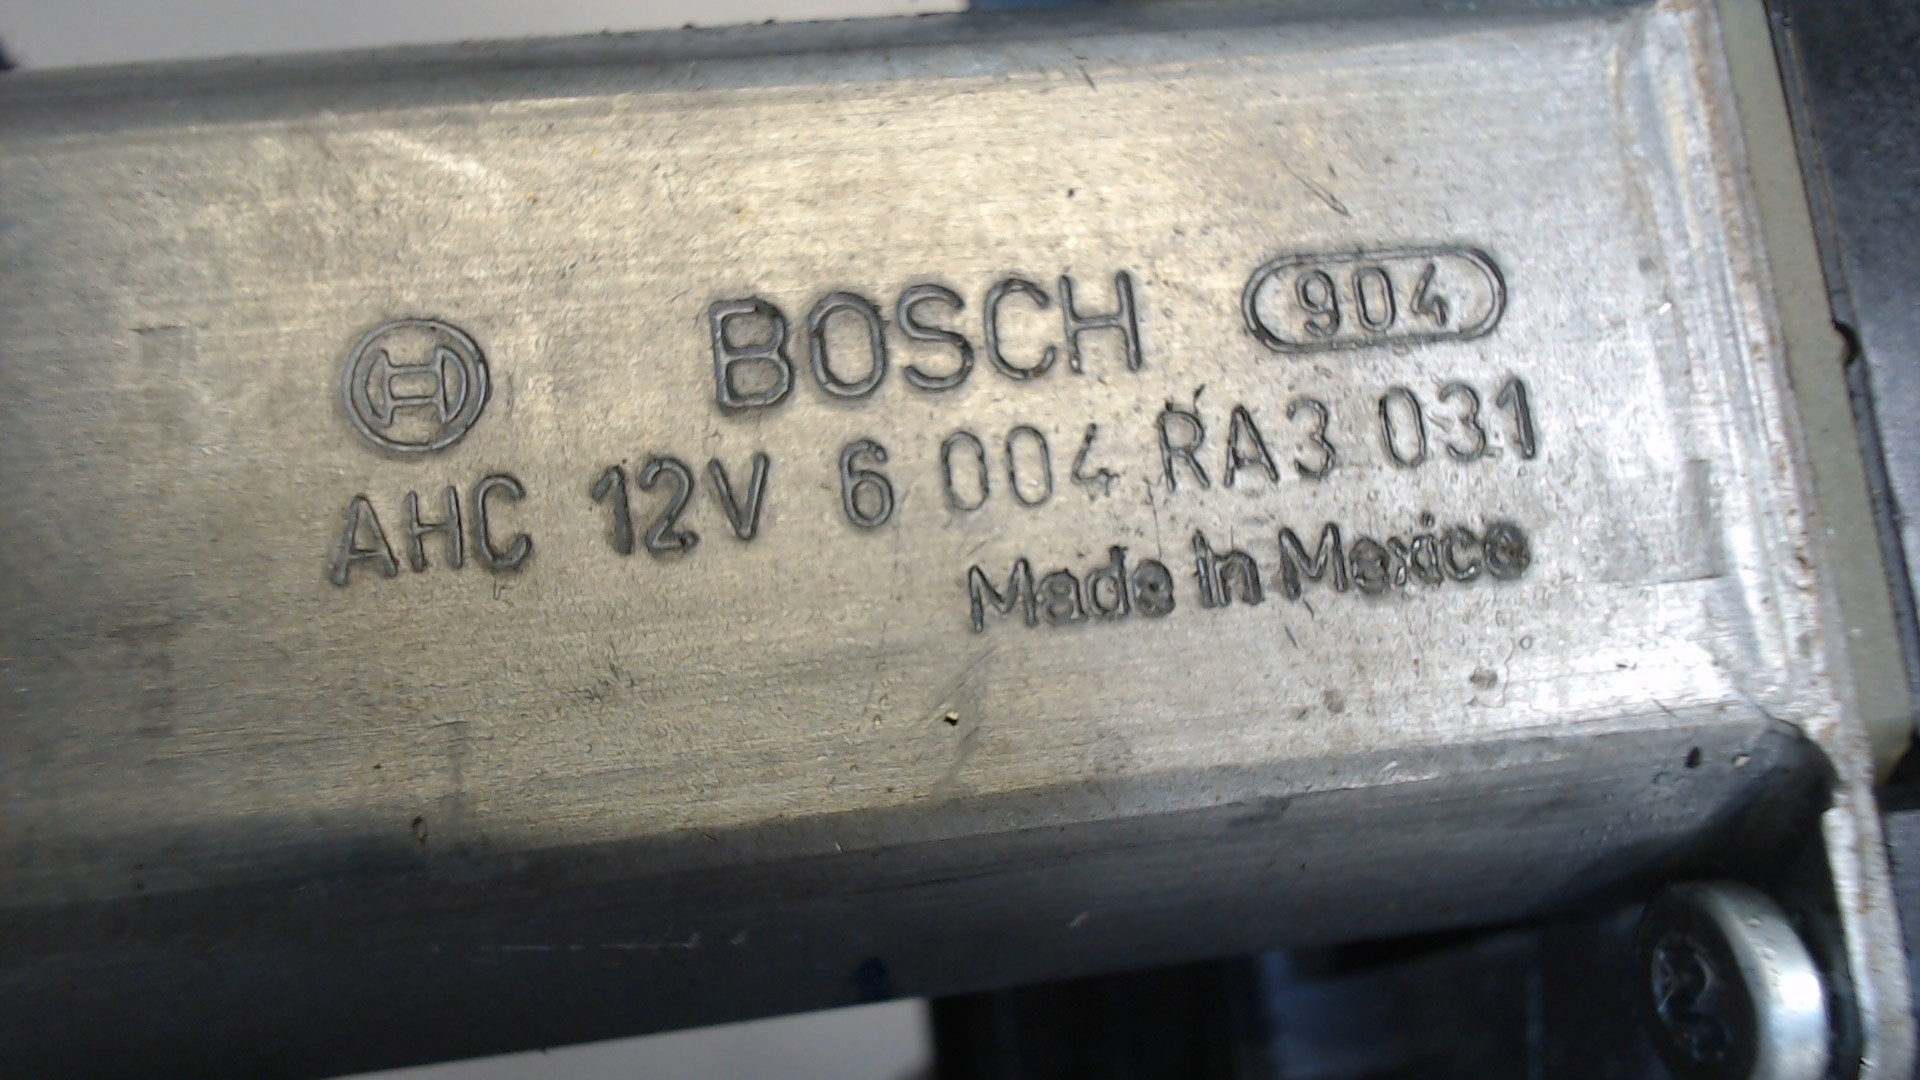 BOSCH 904
AHC 12V 6 004 RA3 031
Made in Mexico